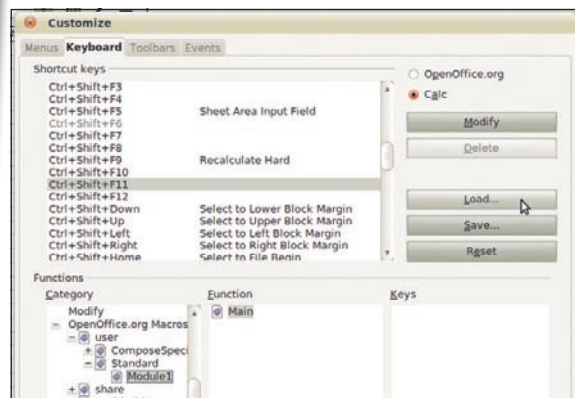 Customize
Menus Keyboard Toolbars Events
Shortcut keys
Ctrl+Shift+F3
Ctrl+Shift+F4
Ctrl+Shift+F5 Sheet Area Input Field
Ctrl+Shift+F6
Ctrl+Shift+F7
Ctrl+Shift+F8
Ctrl+Shift+F9 Recalculate Hard
Ctrl+Shift+F10
Ctrl+Shift+F11
Ctrl+Shift+F12
Ctrl+Shift+Down Select to Lower Block Margin
Ctrl+Shift+Up Select to Upper Block Margin
Ctrl+Shift+Left Select to Left Block Margin
Ctrl+Shift+Right Select to Right Block Margin
Ctrl+Shift+Home Select to File Begin
OpenOffice.org
Calc
Modify
Delete
Load...
Save...
Reset
Functions
Category Function Keys
Modify Main
OpenOffice.org Macros
user
ComposeSpeci
Standard
Module1
share